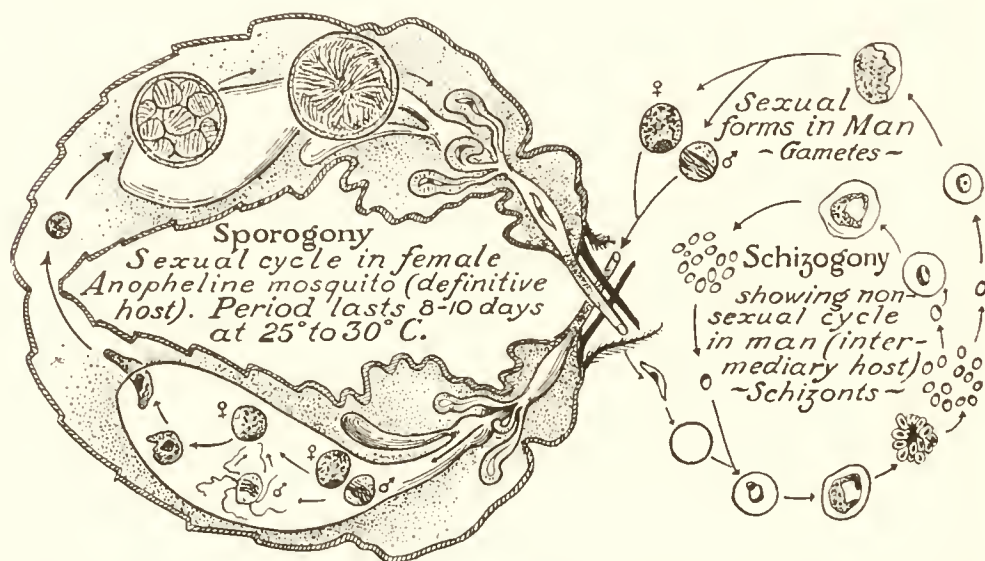 Sporogony
Sexual cycle in female
Anopheline mosquito (definitive
host). Period lasts 8-10 days
at 25° to 30° C.
♀
♂
♀
♀
♂
♂
Sexual
forms in Man
~Gametes~
Schizogony
showing non-
sexual cycle
in man (inter-
mediary host)
~Schizonts~